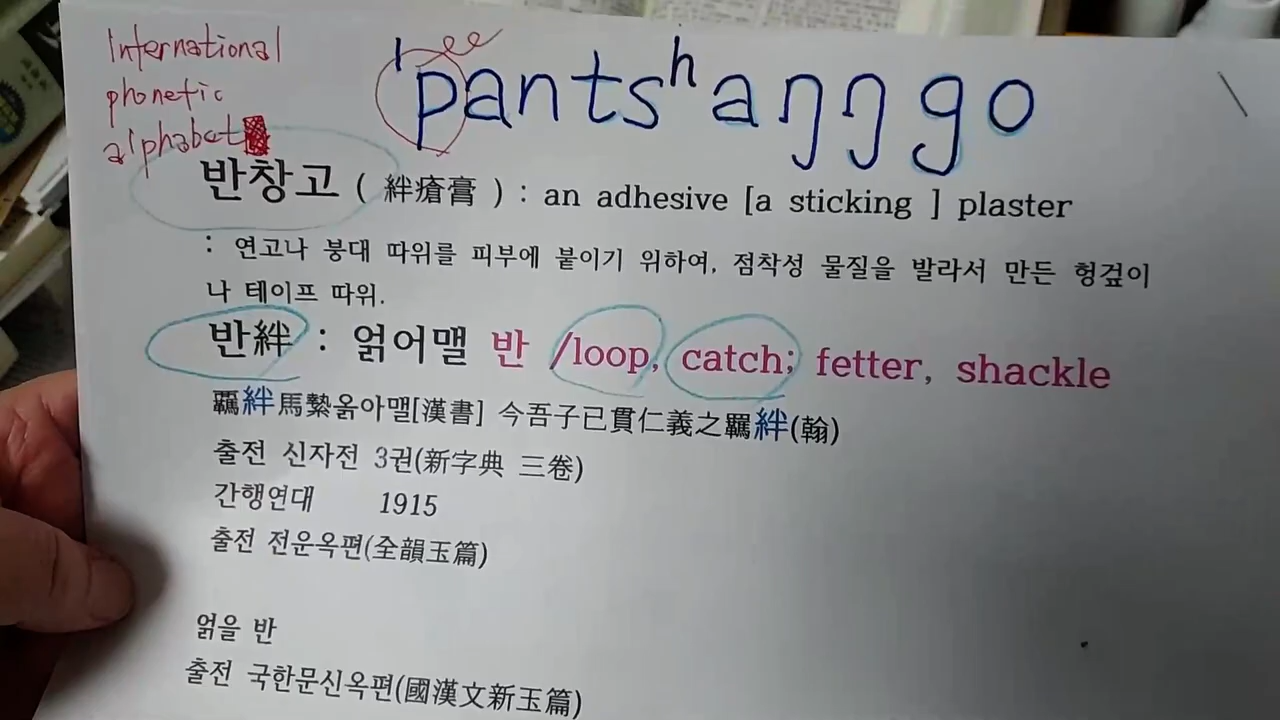 International
phonetic
alphabet
'pantsʰaŋŋgo
반창고 ( 絆瘡膏 ) : an adhesive [a sticking ] plaster
: 연고나 붕대 따위를 피부에 붙이기 위하여, 점착성 물질을 발라서 만든 헝겊이
나 테이프 따위.
반絆 : 얽어맬 반 /loop, catch; fetter, shackle
羈絆馬縶옭아맬[漢書] 今吾子已貫仁義之羈絆(翰)
출전 신자전 3권(新字典 三卷)
간행연대 1915
출전 전운옥편(全韻玉篇)
얽을 반
출전 국한문신옥편(國漢文新玉篇)